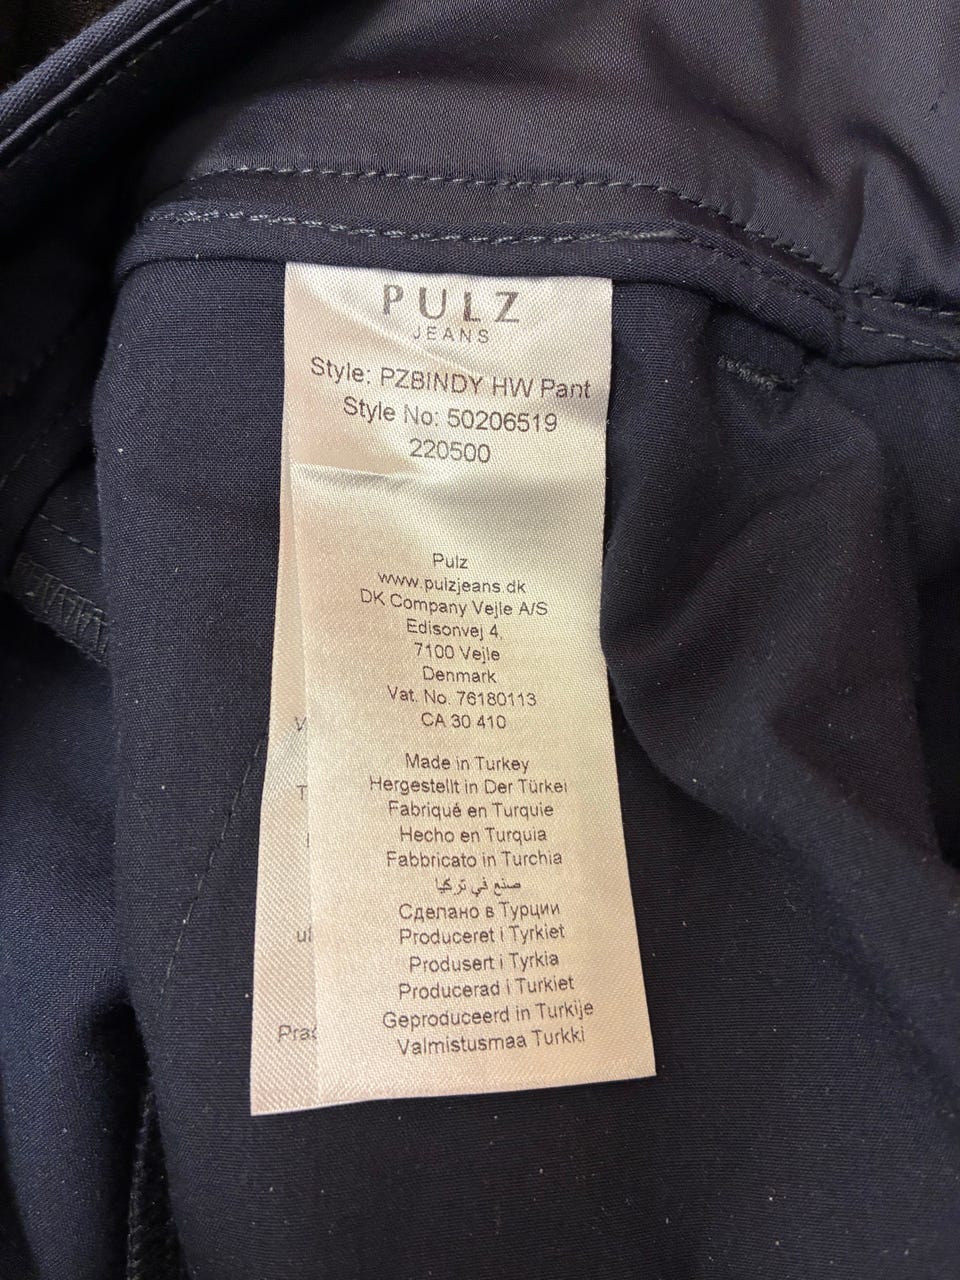 PULZ
JEANS
Style: PZBINDY HW Pant
Style No: 50206519
220500
Pulz
www.pulzjeans.dk
DK Company Vejle A/S
Edisonvej 4,
7100 Vejle
Denmark
Vat. No. 76180113
CA 30 410
Made in Turkey
Hergestellt in Der Türkei
Fabriqué en Turquie
Hecho en Turquia
Fabbricato in Turchia
صنع في تركيا
Сделано в Турции
Produceret i Tyrkiet
Produsert i Tyrkia
Producerad i Turkiet
Geproduceerd in Turkije
Valmistusmaa Turkki